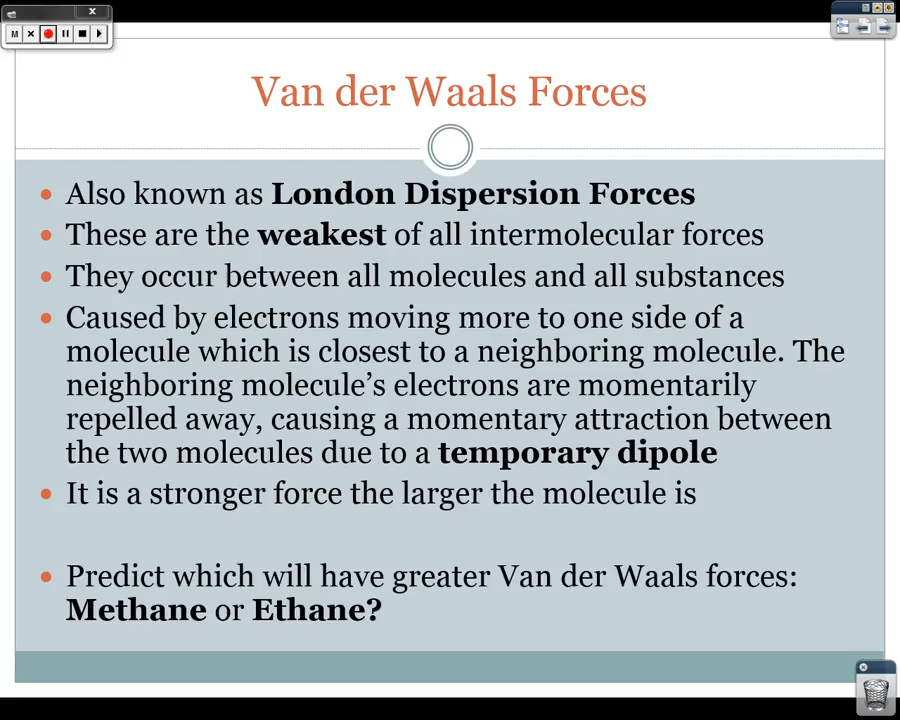 M
Van der Waals Forces
Also known as London Dispersion Forces
These are the weakest of all intermolecular forces
They occur between all molecules and all substances
Caused by electrons moving more to one side of a
molecule which is closest to a neighboring molecule. The
neighboring molecule's electrons are momentarily
repelled away, causing a momentary attraction between
the two molecules due to a temporary dipole
It is a stronger force the larger the molecule is
Predict which will have greater Van der Waals forces:
Methane or Ethane?